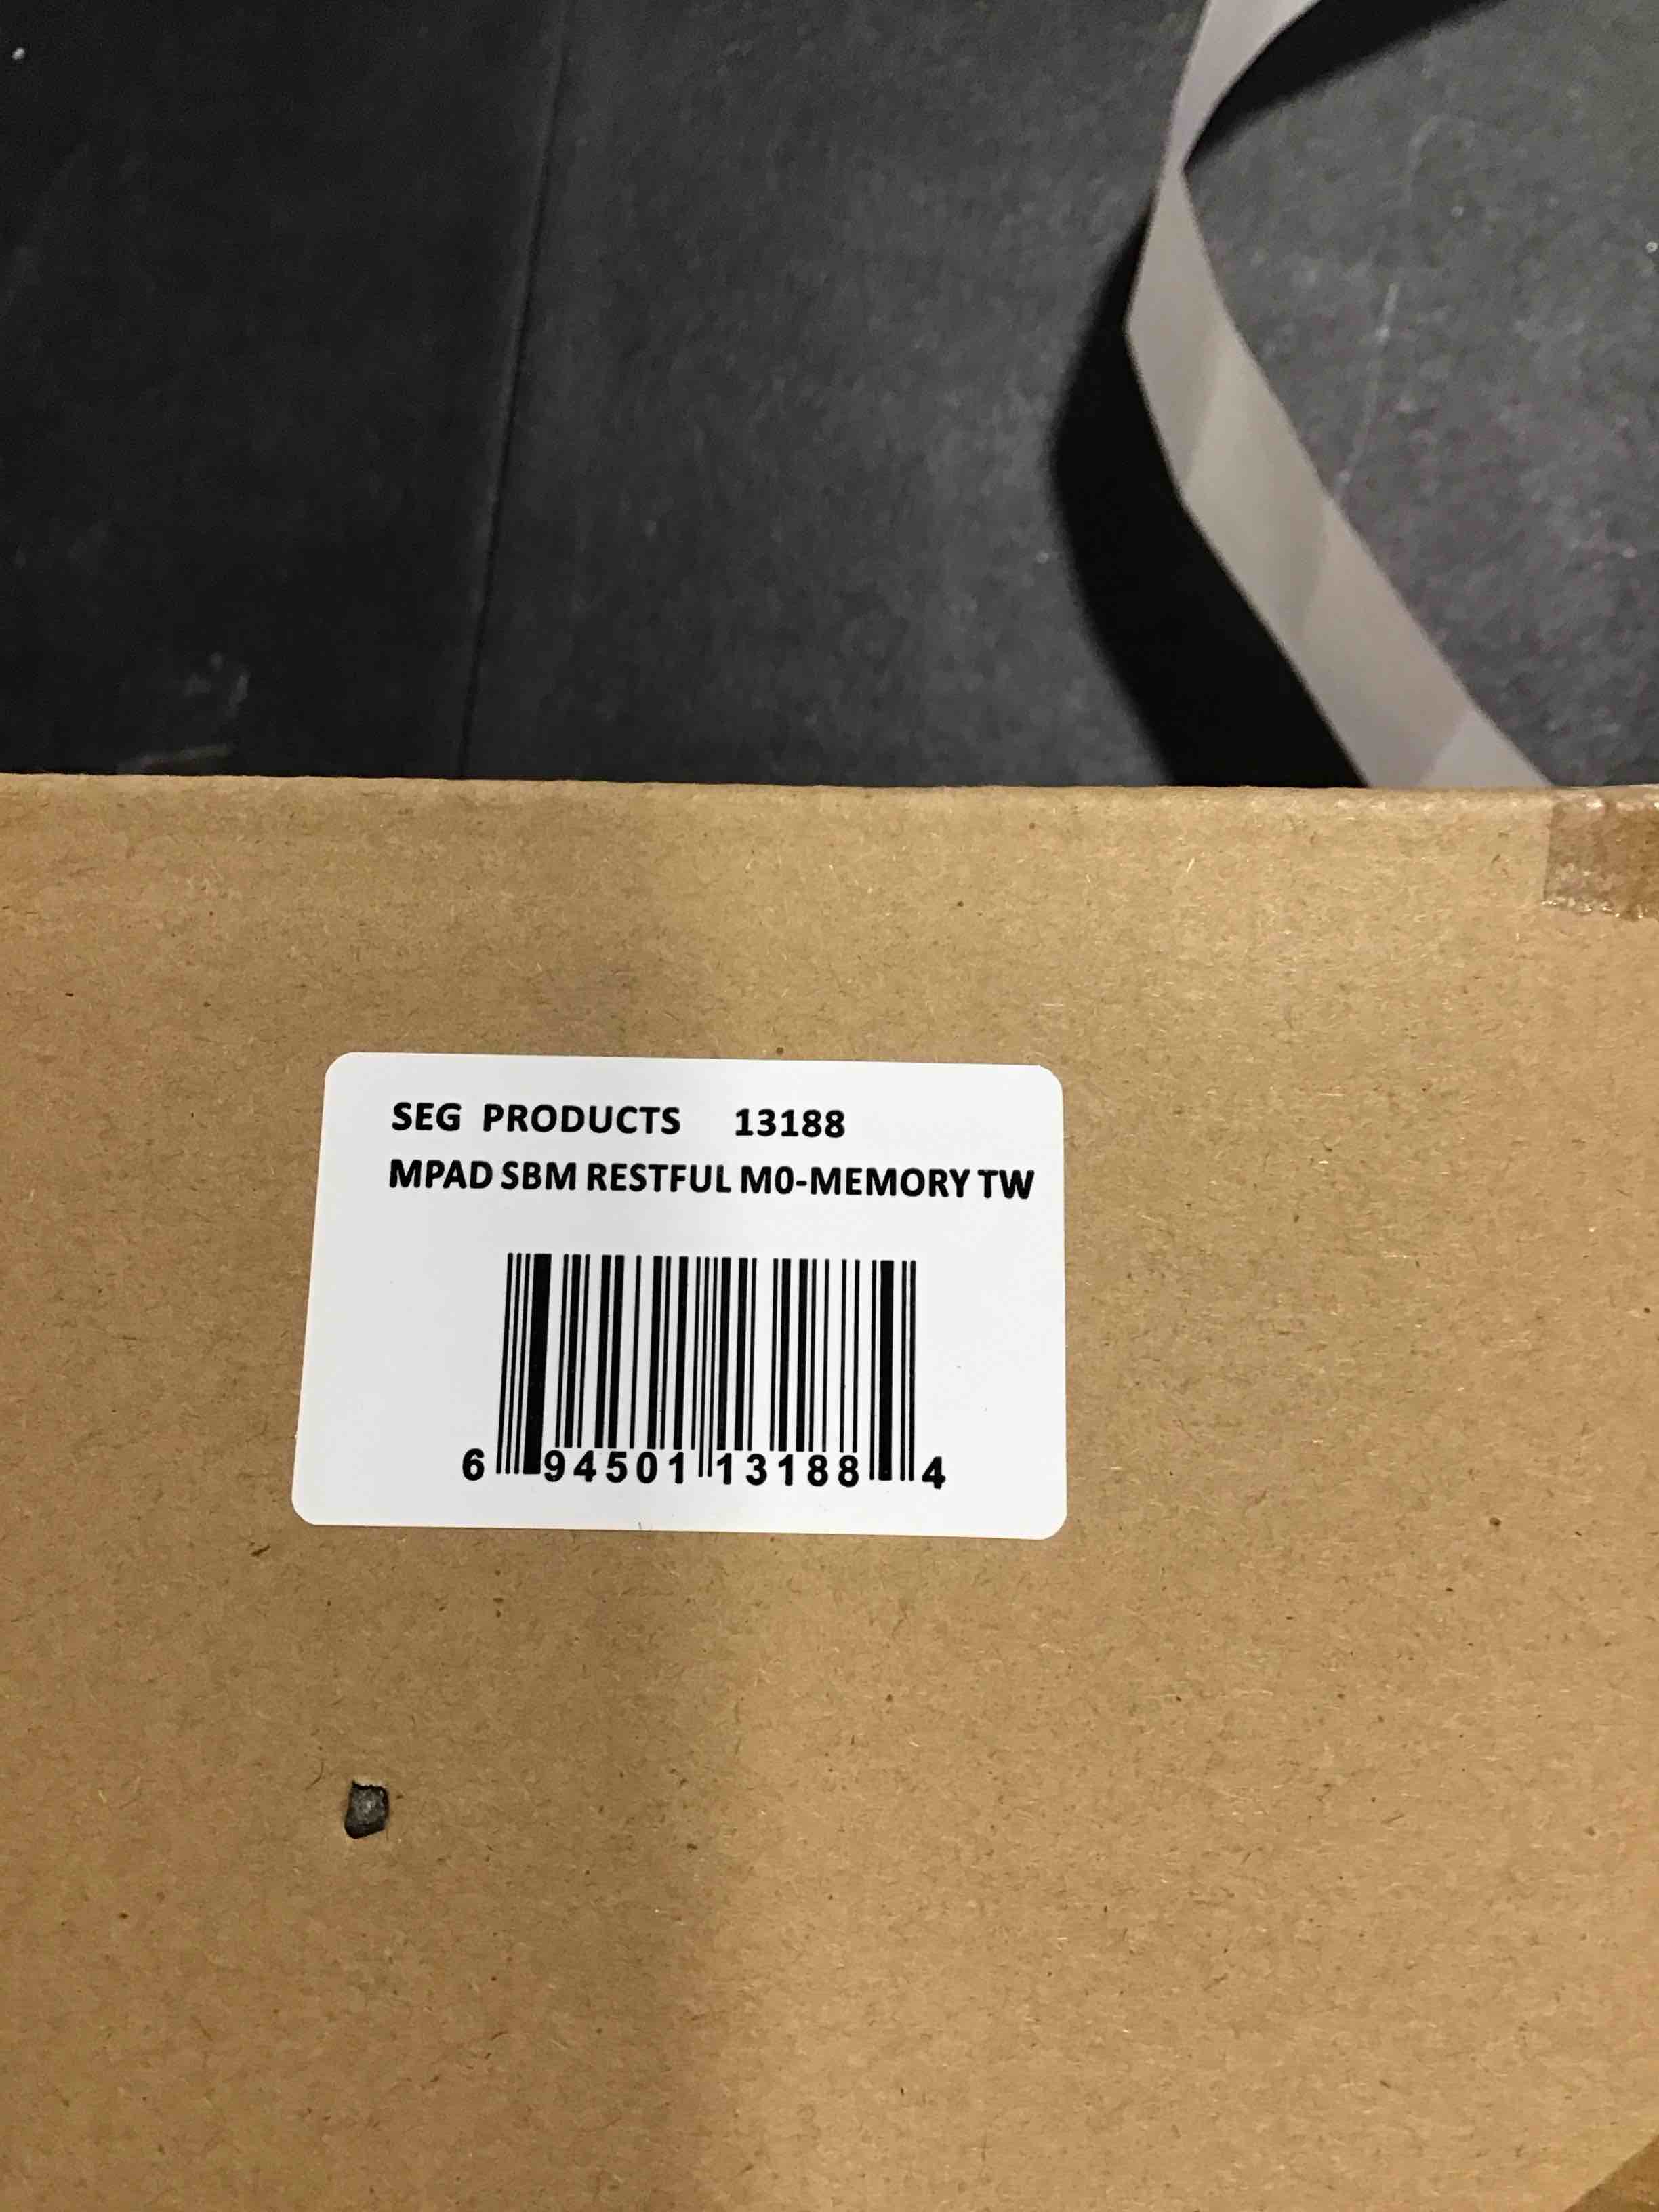 SEG PRODUCTS 13188
MPAD SBM RESTFUL M0-MEMORY TW
6 94501 13188 4